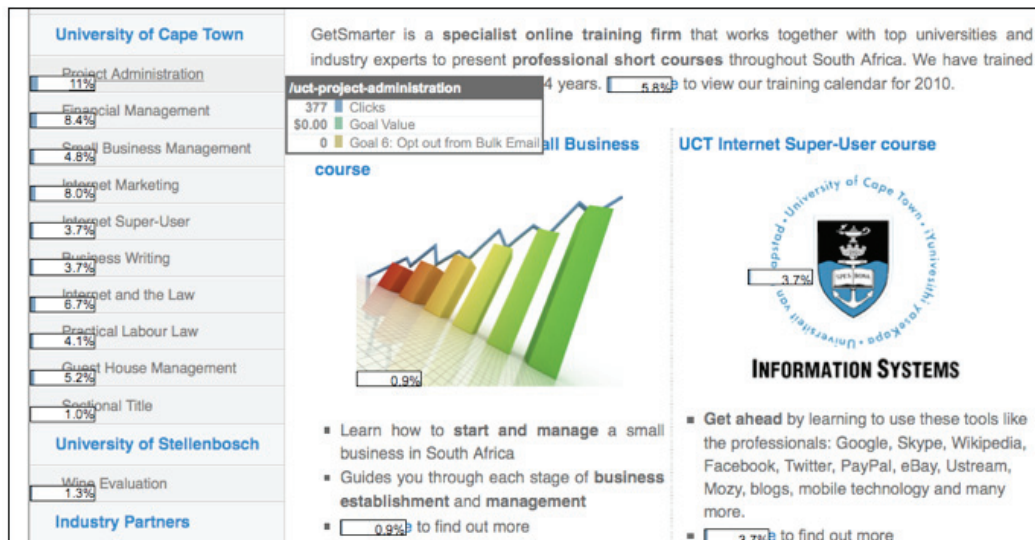 University of Cape Town
Project Administration
11%
Financial Management
8.4%
Small Business Management
4.8%
Internet Marketing
8.0%
Internet Super-User
3.7%
Business Writing
3.7%
Internet and the Law
6.7%
Practical Labour Law
4.1%
Guest House Management
5.2%
Sectional Title
1.0%
University of Stellenbosch
Wine Evaluation
1.3%
Industry Partners
GetSmarter is a specialist online training firm that works together with top universities and
industry experts to present professional short courses throughout South Africa. We have trained
4 years. 5.8% to view our training calendar for 2010.
/uct-project-administration
377 Clicks
$0.00 Goal Value
0 Goal 6: Opt out from Bulk Email
Business
course
0.9%
Learn how to start and manage a small
business in South Africa
Guides you through each stage of business
establishment and management
0.9% to find out more
UCT Internet Super-User course
University of Cape Town • iYunivesithi yaseKapa • Universiteit van
3.7%
INFORMATION SYSTEMS
Get ahead by learning to use these tools like
the professionals: Google, Skype, Wikipedia,
Facebook, Twitter, PayPal, eBay, Ustream,
Mozy, blogs, mobile technology and many
more.
3.7% to find out more